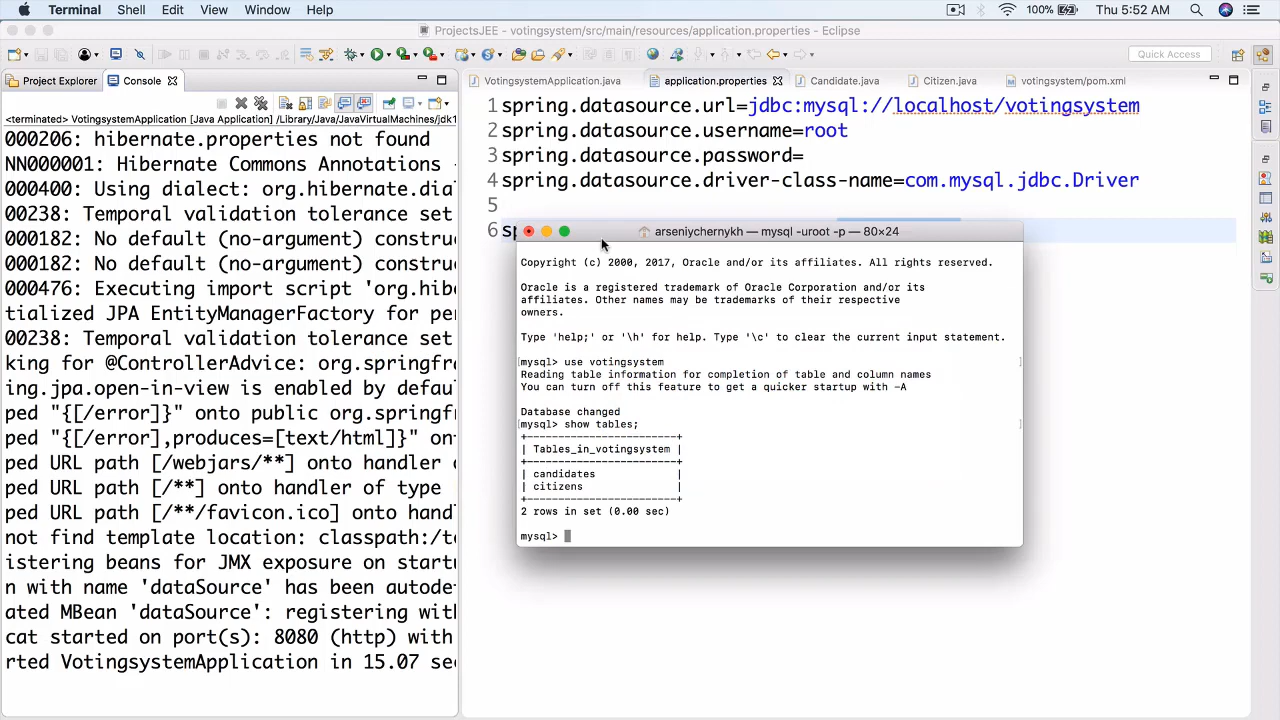 Terminal Shell Edit View Window Help 100% Thu 5:52 AM
ProjectsJEE - votingsystem/src/main/resources/application.properties - Eclipse
Quick Access
Project Explorer Console
<terminated> VotingsystemApplication [Java Application] /Library/Java/JavaVirtualMachines/jdk1
000206: hibernate.properties not found
NN000001: Hibernate Commons Annotations
000400: Using dialect: org.hibernate.dia
00238: Temporal validation tolerance set
000182: No default (no-argument) construc
000182: No default (no-argument) construc
000476: Executing import script 'org.hibe
tialized JPA EntityManagerFactory for per
00238: Temporal validation tolerance set
king for @ControllerAdvice: org.springfra
ing.jpa.open-in-view is enabled by defau
ped "{[/error]}" onto public org.springfr
ped "{[/error],produces=[text/html]}" ont
ped URL path [/webjars/**] onto handler o
ped URL path [/**] onto handler of type
ped URL path [/**/favicon.ico] onto hand
not find template location: classpath:/te
istering beans for JMX exposure on startu
n with name 'dataSource' has been autodet
ated MBean 'dataSource': registering with
cat started on port(s): 8080 (http) with
rted VotingsystemApplication in 15.07 sec
VotingsystemApplication.java application.properties Candidate.java Citizen.java votingsystem/pom.xml
1 spring.datasource.url=jdbc:mysql://localhost/votingsystem
2 spring.datasource.username=root
3 spring.datasource.password=
4 spring.datasource.driver-class-name=com.mysql.jdbc.Driver
5
6 sp
arseniychernykh — mysql -uroot -p — 80×24
Copyright (c) 2000, 2017, Oracle and/or its affiliates. All rights reserved.
Oracle is a registered trademark of Oracle Corporation and/or its
affiliates. Other names may be trademarks of their respective
owners.
Type 'help;' or '\h' for help. Type '\c' to clear the current input statement.
[mysql> use votingsystem ]
Reading table information for completion of table and column names
You can turn off this feature to get a quicker startup with -A
Database changed
[mysql> show tables; ]
+------------------------+
| Tables_in_votingsystem |
+------------------------+
| candidates             |
| citizens               |
+------------------------+
2 rows in set (0.00 sec)
mysql>